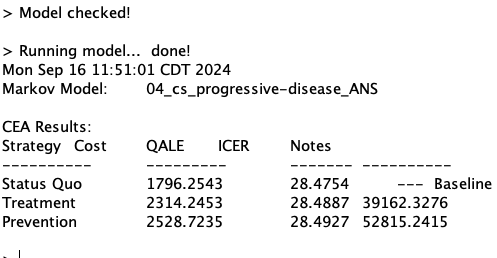 > Model checked!
> Running model... done!
Mon Sep 16 11:51:01 CDT 2024
Markov Model: 04_cs_progressive-disease_ANS
CEA Results:
Strategy Cost QALE ICER Notes
---------- --------- ------- ----------
Status Quo 1796.2543 28.4754 --- Baseline
Treatment 2314.2453 28.4887 39162.3276
Prevention 2528.7235 28.4927 52815.2415
>